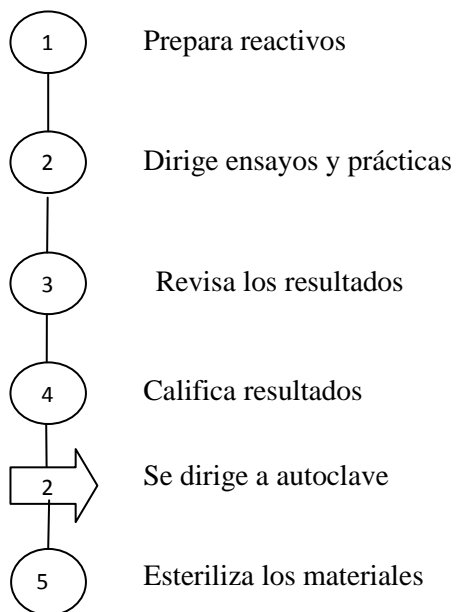 1 Prepara reactivos
2 Dirige ensayos y prácticas
3 Revisa los resultados
4 Califica resultados
2 Se dirige a autoclave
5 Esteriliza los materiales